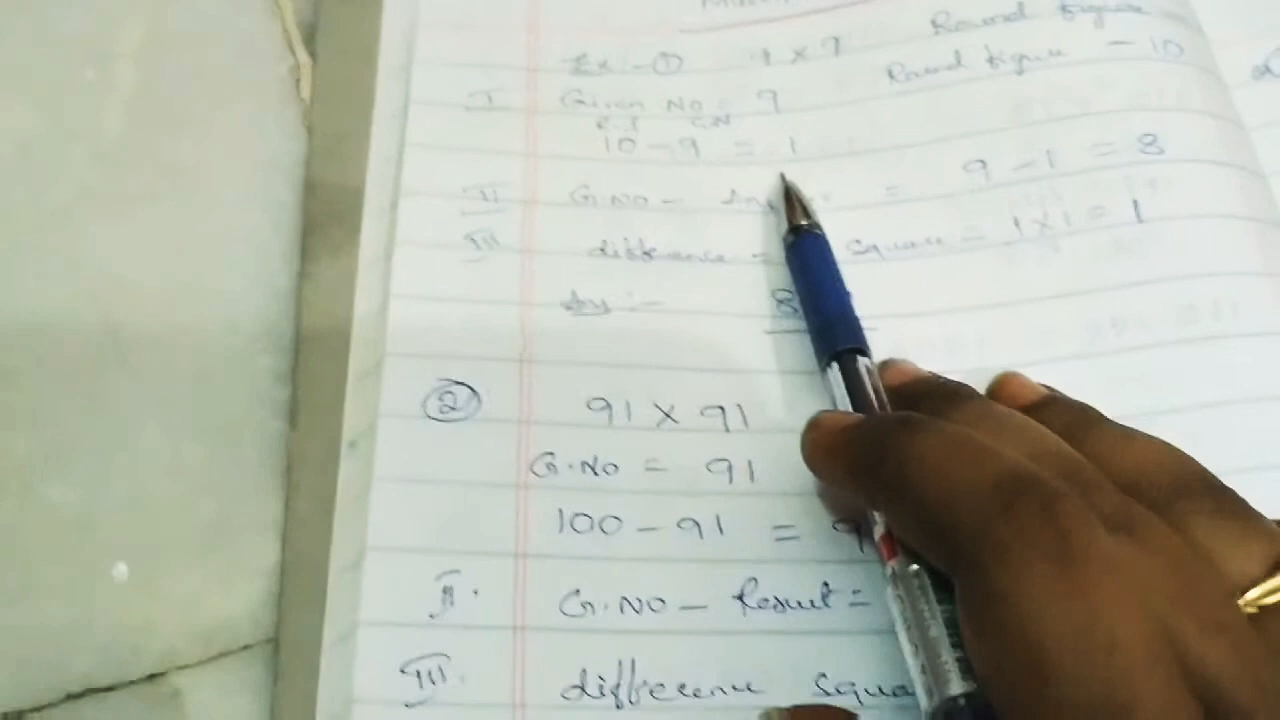 Ex :- ① 9 x 9 Round figure
Round figure - 10
I Given No = 9
R.f G.N
10 - 9 = 1
II G.NO - = 9 - 1 = 8
III difference - Square = 1 x 1 = 1
Ans :- 8
② 91 x 91
G.No = 91
100 - 91 = 9
II. G.NO - Result =
III. difference squa